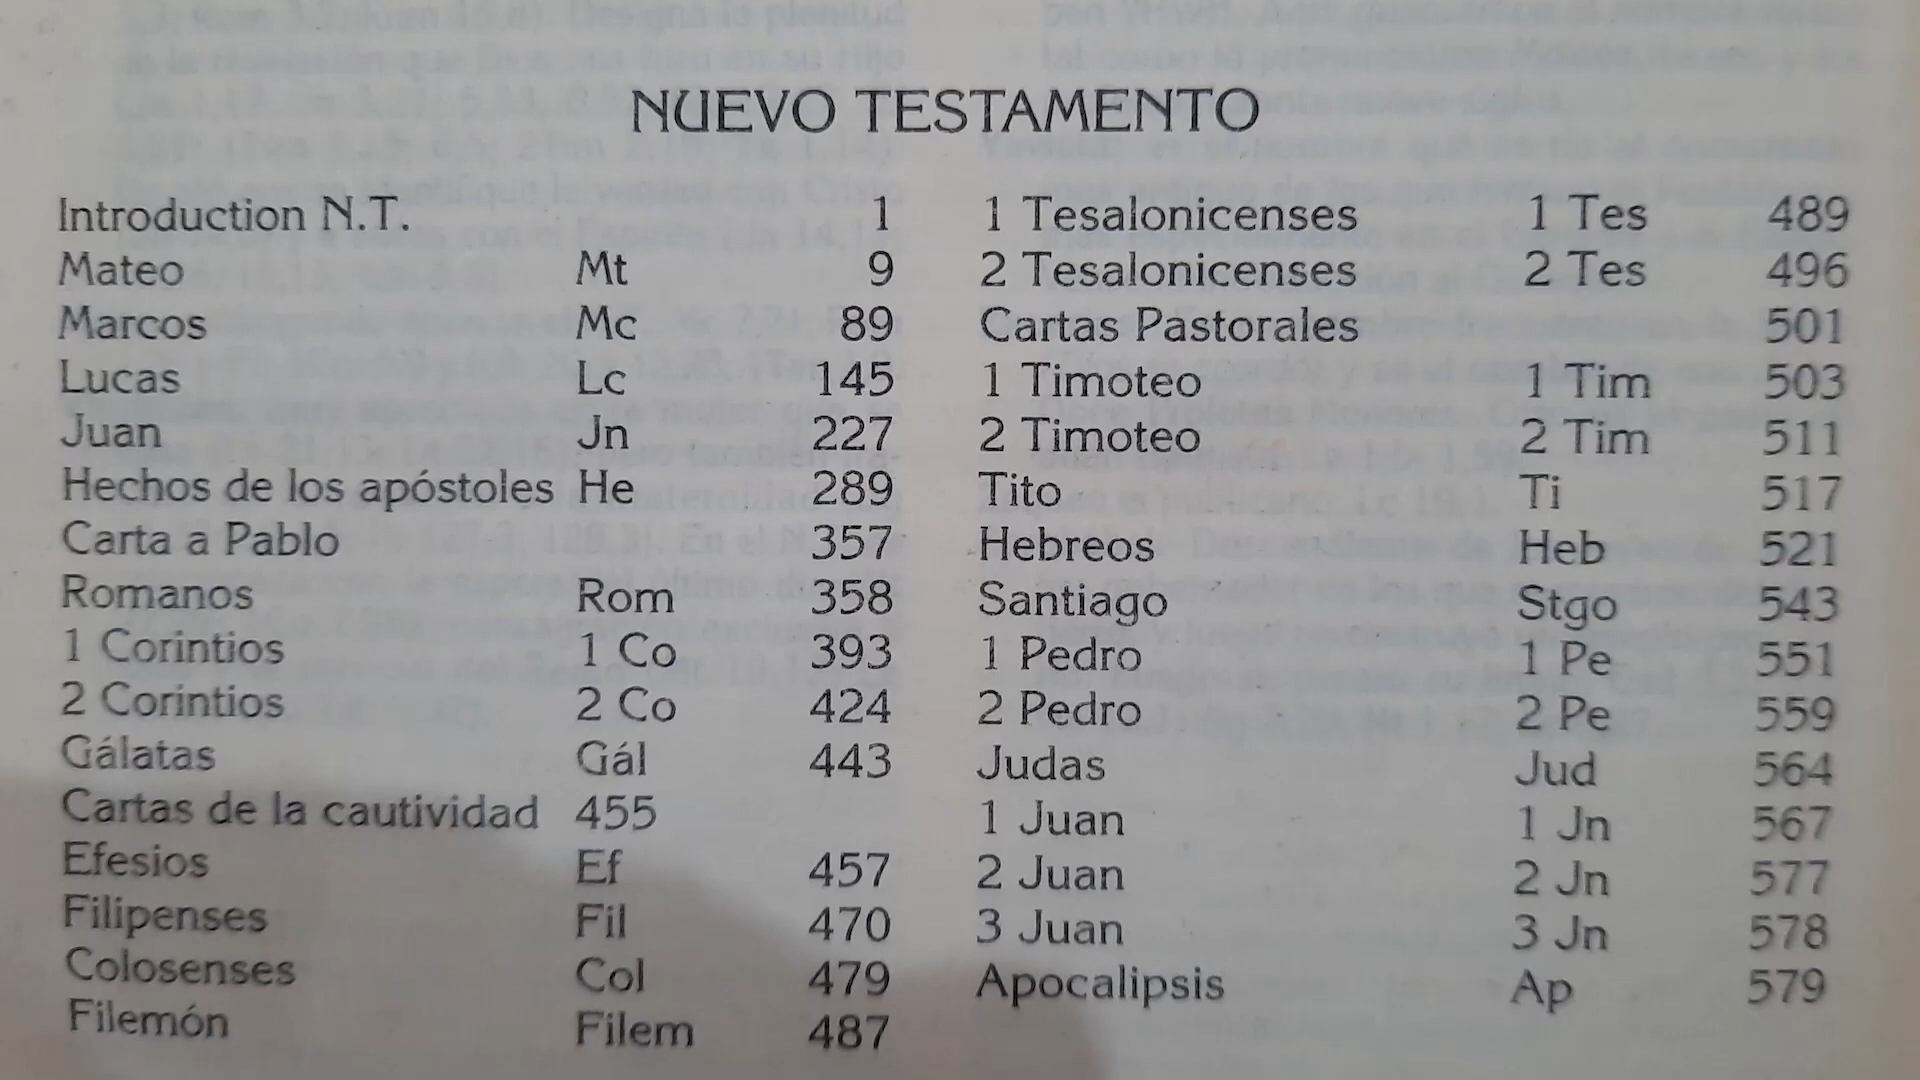 NUEVO TESTAMENTO
Introduction N.T. 1
Mateo Mt 9
Marcos Mc 89
Lucas Lc 145
Juan Jn 227
Hechos de los apóstoles He 289
Carta a Pablo 357
Romanos Rom 358
1 Corintios 1 Co 393
2 Corintios 2 Co 424
Gálatas Gál 443
Cartas de la cautividad 455
Efesios Ef 457
Filipenses Fil 470
Colosenses Col 479
Filemón Filem 487
1 Tesalonicenses 1 Tes 489
2 Tesalonicenses 2 Tes 496
Cartas Pastorales 501
1 Timoteo 1 Tim 503
2 Timoteo 2 Tim 511
Tito Ti 517
Hebreos Heb 521
Santiago Stgo 543
1 Pedro 1 Pe 551
2 Pedro 2 Pe 559
Judas Jud 564
1 Juan 1 Jn 567
2 Juan 2 Jn 577
3 Juan 3 Jn 578
Apocalipsis Ap 579